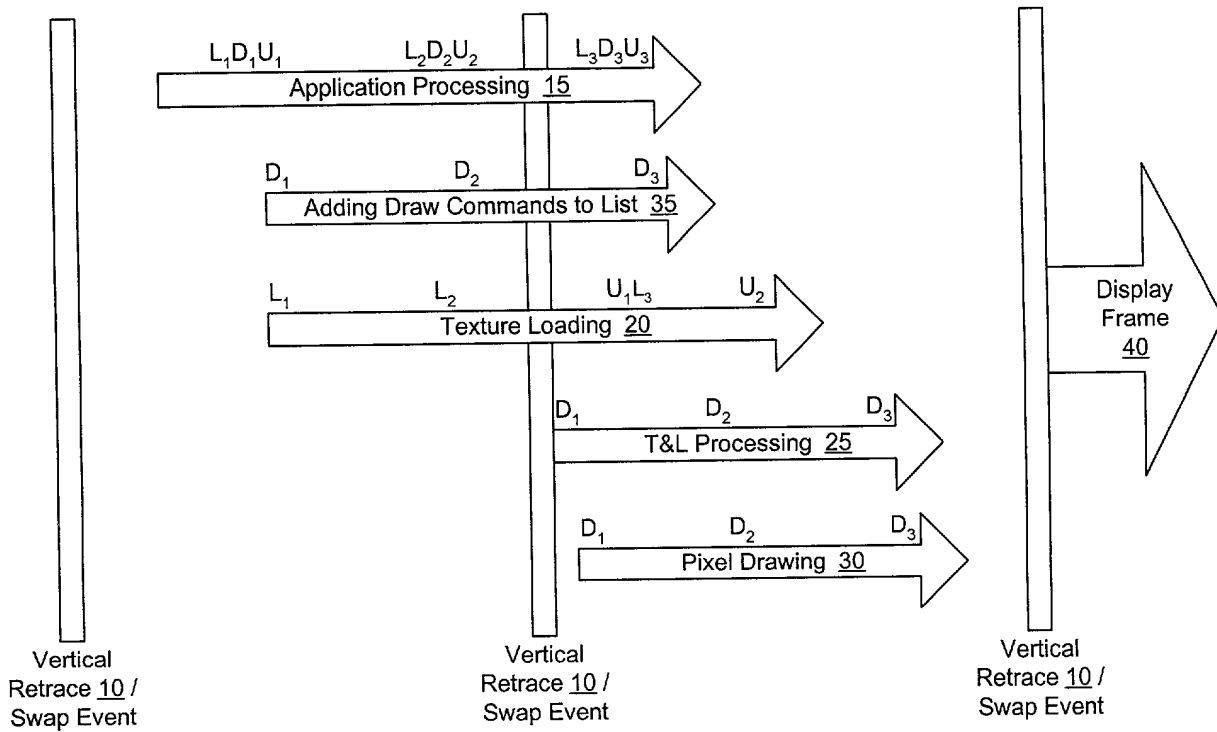 L₁D₁U₁ L₂D₂U₂ L₃D₃U₃
Application Processing 15
D₁ D₂ D₃
Adding Draw Commands to List 35
L₁ L₂ U₁L₃ U₂
Texture Loading 20
D₁ D₂ D₃
T&L Processing 25
D₁ D₂ D₃
Pixel Drawing 30
Display
Frame
40
Vertical
Retrace 10 /
Swap Event
Vertical
Retrace 10 /
Swap Event
Vertical
Retrace 10 /
Swap Event